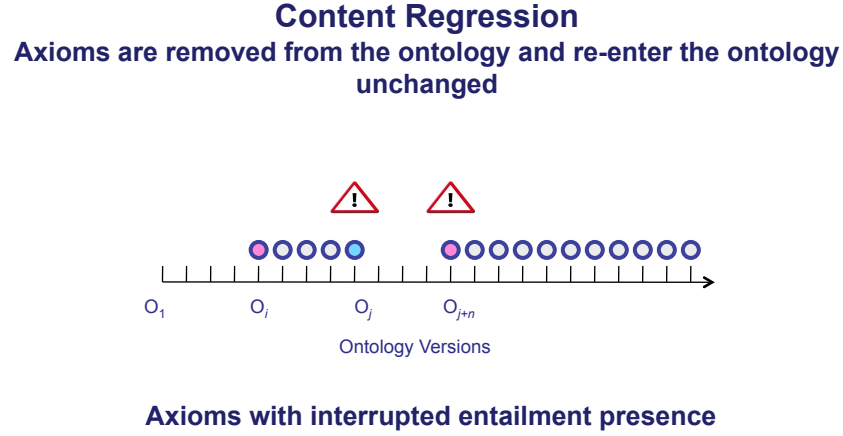 Content Regression
Axioms are removed from the ontology and re-enter the ontology
unchanged
! !
O1 Oi Oj Oj+n
Ontology Versions
Axioms with interrupted entailment presence